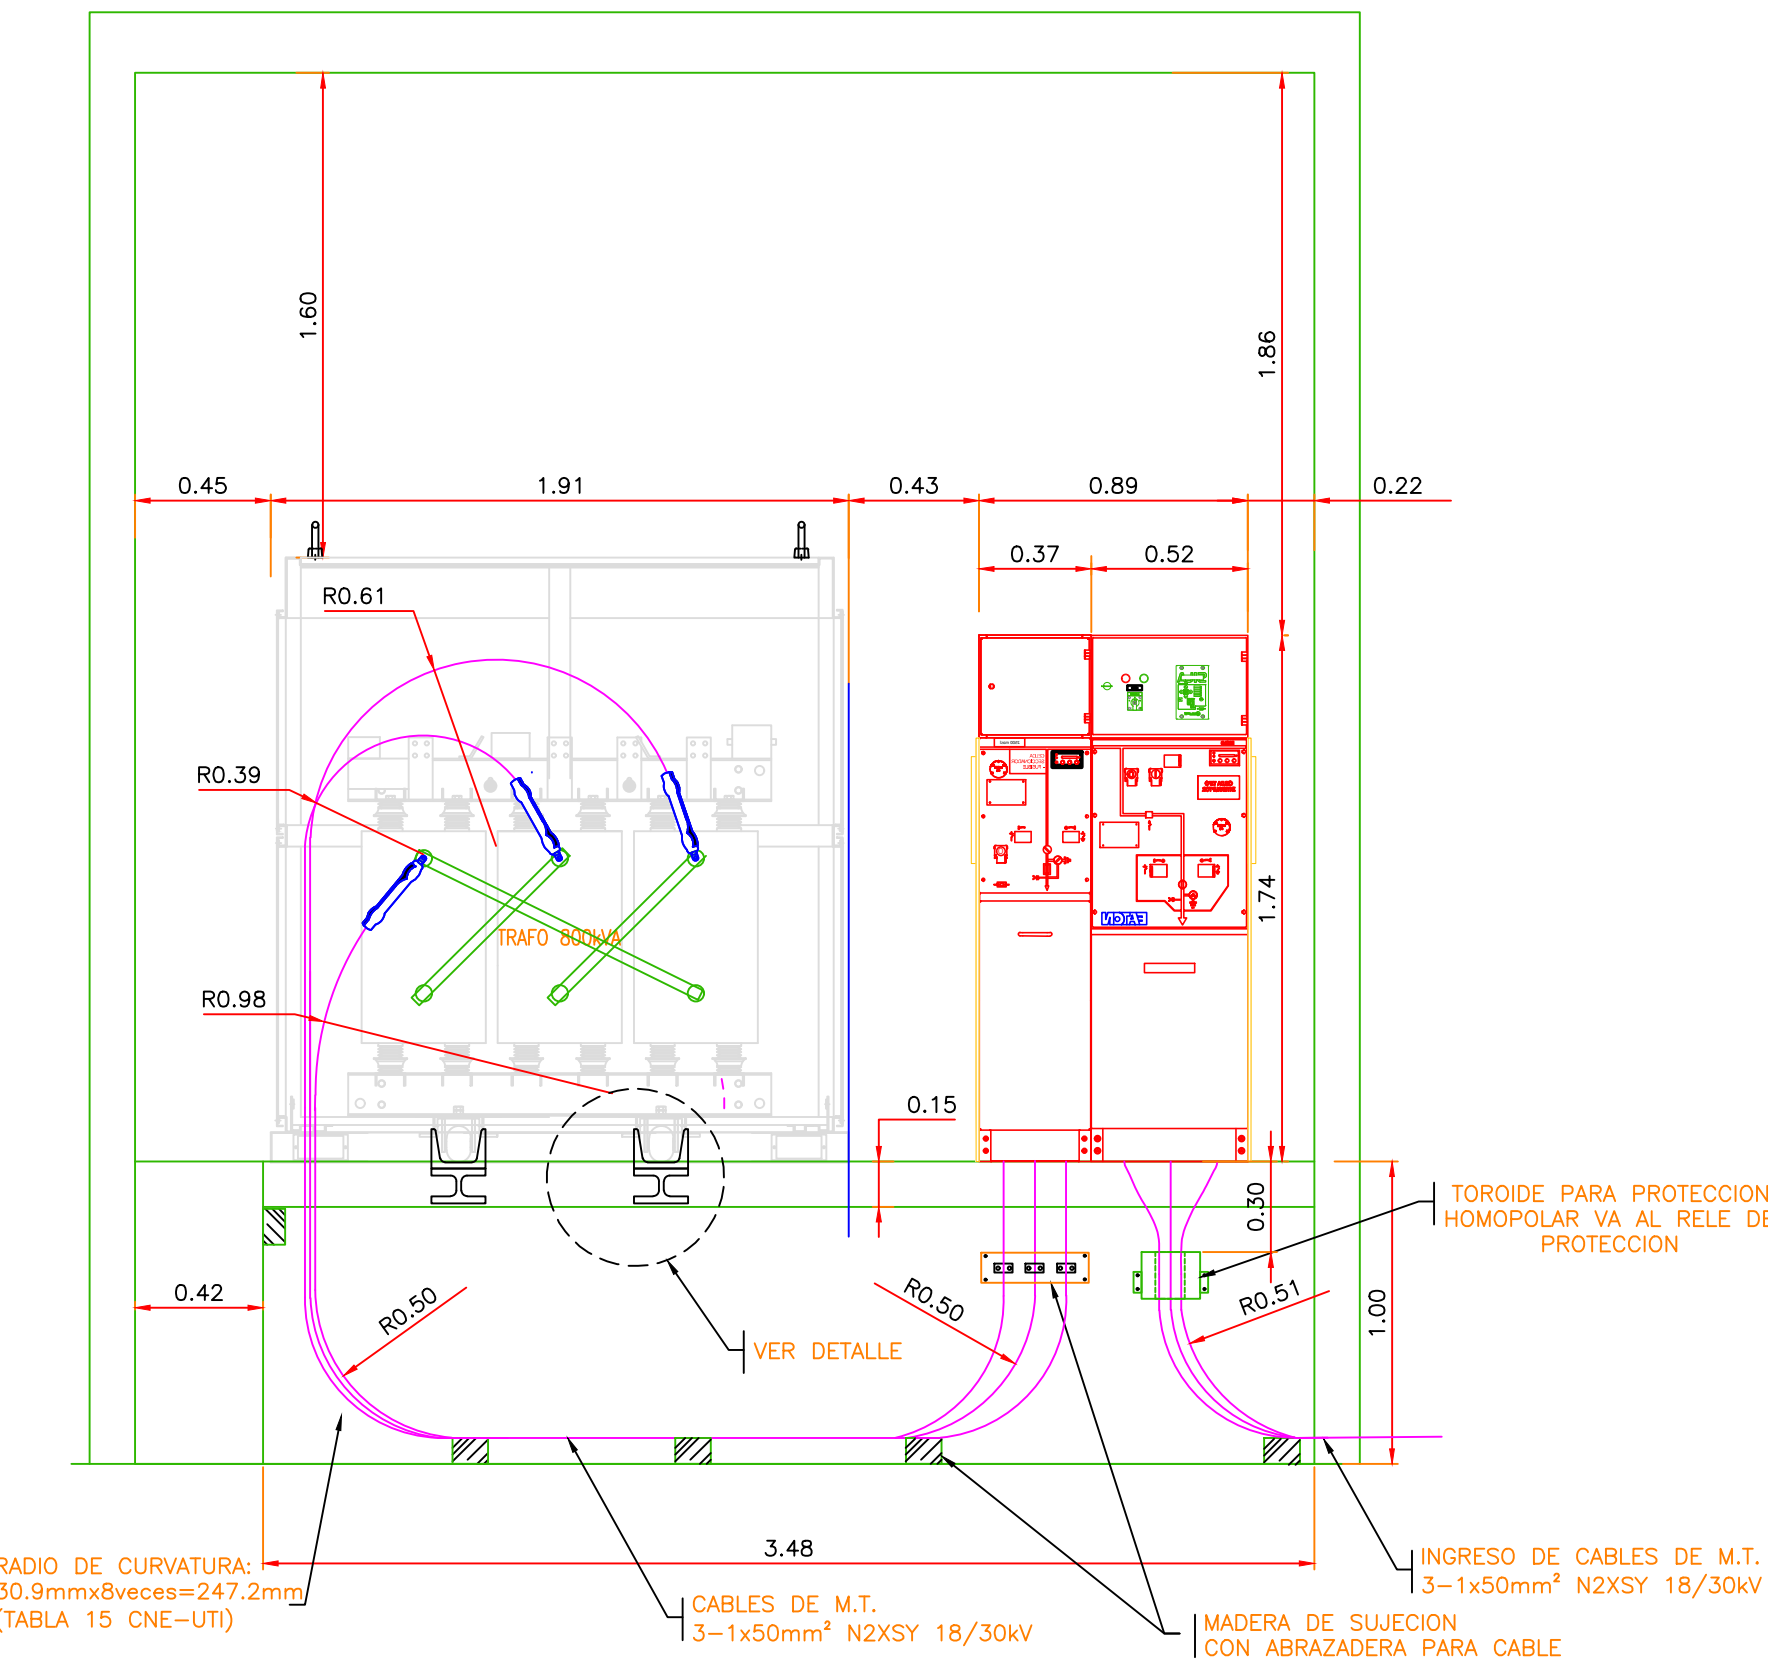 1.60
1.86
0.45
1.91
0.43
0.89
0.22
0.37
0.52
R0.61
R0.39
TRAFO 800kVA
R0.98
1.74
0.15
0.30
TOROIDE PARA PROTECCION
HOMOPOLAR VA AL RELE DE
PROTECCION
0.42
R0.50
R0.50
R0.51
1.00
VER DETALLE
3.48
RADIO DE CURVATURA:
30.9mmx8veces=247.2mm
(TABLA 15 CNE-UTI)
CABLES DE M.T.
3-1x50mm² N2XSY 18/30kV
MADERA DE SUJECION
CON ABRAZADERA PARA CABLE
INGRESO DE CABLES DE M.T.
3-1x50mm² N2XSY 18/30kV